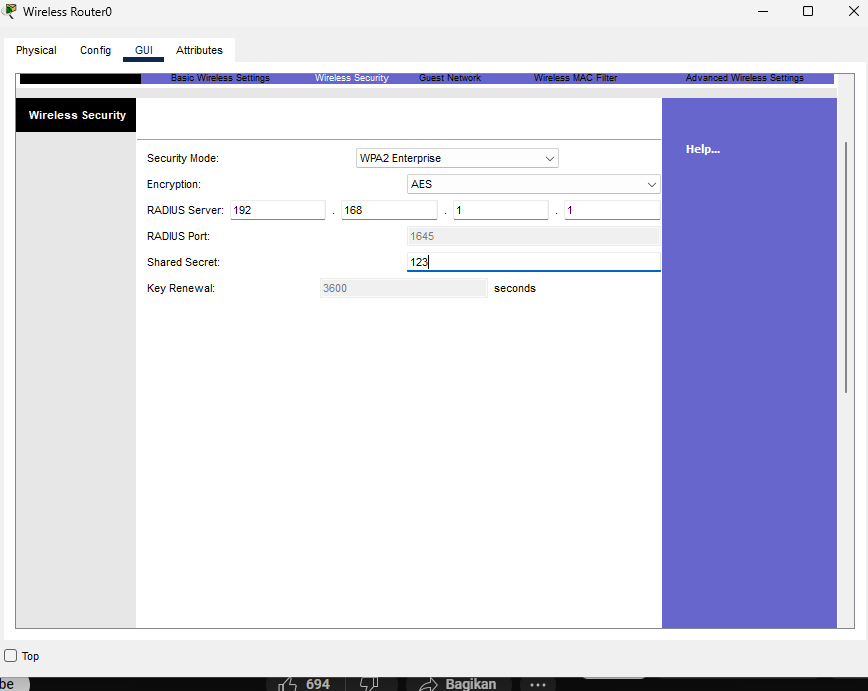 Wireless Router0
Physical Config GUI Attributes
Basic Wireless Settings Wireless Security Guest Network Wireless MAC Filter Advanced Wireless Settings
Wireless Security
Help...
Security Mode: WPA2 Enterprise
Encryption: AES
RADIUS Server: 192 . 168 . 1 . 1
RADIUS Port: 1645
Shared Secret: 123
Key Renewal: 3600 seconds
Top
be 694 Bagikan ...